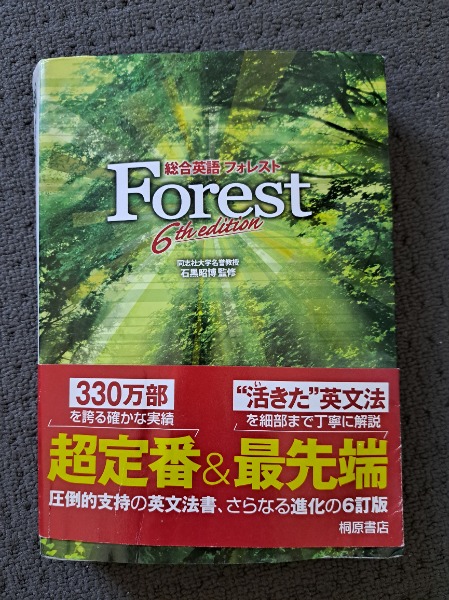 総合英語 フォレスト
Forest
6th edition
同志社大学名誉教授
石黒昭博 監修
330万部
を誇る確かな実績
“活きた”英文法
い
を細部まで丁寧に解説
超定番&最先端
圧倒的支持の英文法書、さらなる進化の6訂版
桐原書店